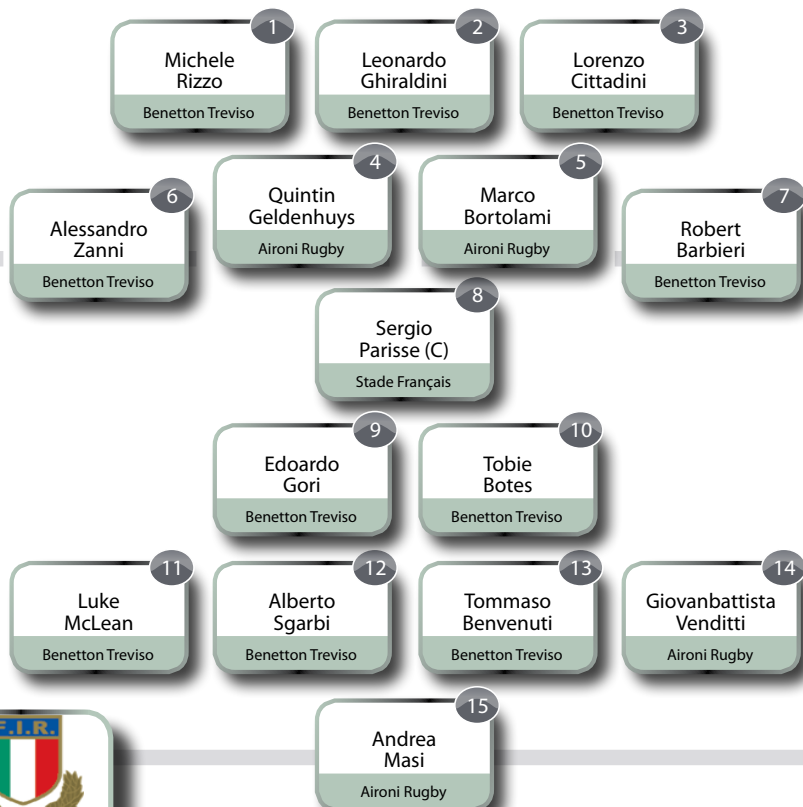 1
Michele
Rizzo
Benetton Treviso
2
Leonardo
Ghiraldini
Benetton Treviso
3
Lorenzo
Cittadini
Benetton Treviso
4
Quintin
Geldenhuys
Aironi Rugby
5
Marco
Bortolami
Aironi Rugby
6
Alessandro
Zanni
Benetton Treviso
7
Robert
Barbieri
Benetton Treviso
8
Sergio
Parisse (C)
Stade Français
9
Edoardo
Gori
Benetton Treviso
10
Tobie
Botes
Benetton Treviso
11
Luke
McLean
Benetton Treviso
12
Alberto
Sgarbi
Benetton Treviso
13
Tommaso
Benvenuti
Benetton Treviso
14
Giovanbattista
Venditti
Aironi Rugby
15
Andrea
Masi
Aironi Rugby
F.I.R.